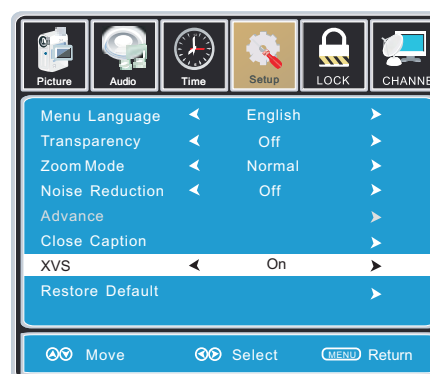 Picture Audio Time Setup LOCK CHANNE
Menu Language English
Transparency Off
Zoom Mode Normal
Noise Reduction Off
Advance
Close Caption
XVS On
Restore Default
Move Select MENU Return